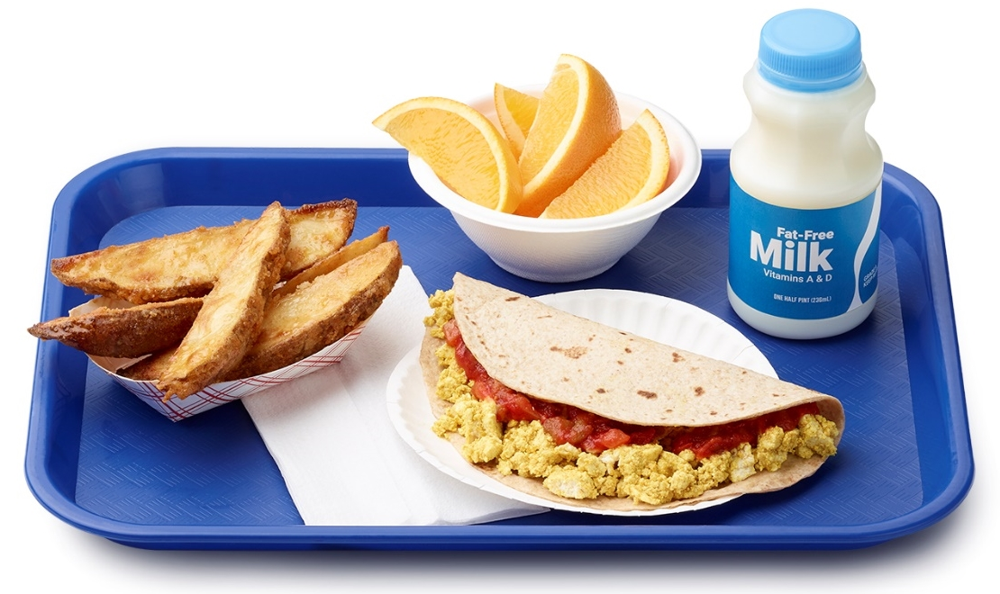 Fat-Free
Milk
Vitamins A & D
ONE HALF PINT (236mL)